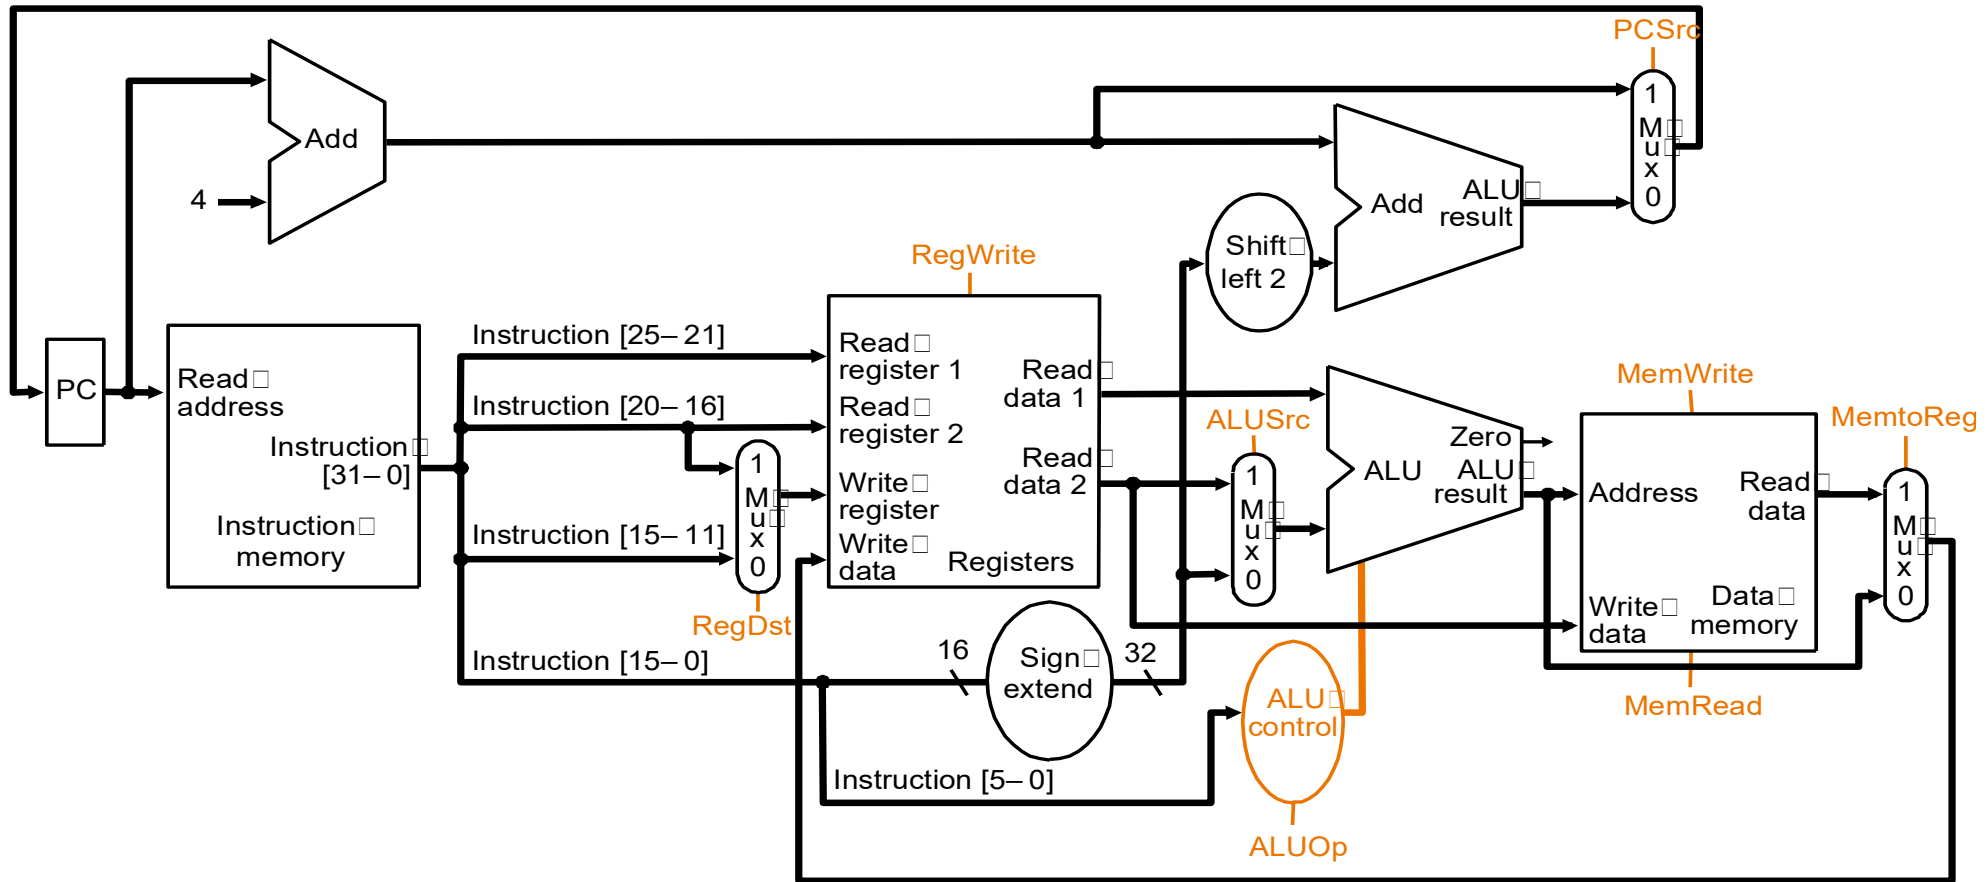 PCSrc
1
M
u
x
0
Add
4
Add
ALU
result
Shift
left 2
RegWrite
PC
Read
address
Instruction
[31– 0]
Instruction
memory
Instruction [25– 21]
Instruction [20– 16]
Instruction [15– 11]
Instruction [15– 0]
Instruction [5– 0]
1
M
u
x
0
RegDst
Read
register 1
Read
register 2
Write
register
Write
data
Read
data 1
Read
data 2
Registers
16
Sign
extend
32
ALUSrc
1
M
u
x
0
ALU
Zero
ALU
result
ALU
control
ALUOp
MemWrite
Address
Read
data
Write
data
Data
memory
MemRead
MemtoReg
1
M
u
x
0